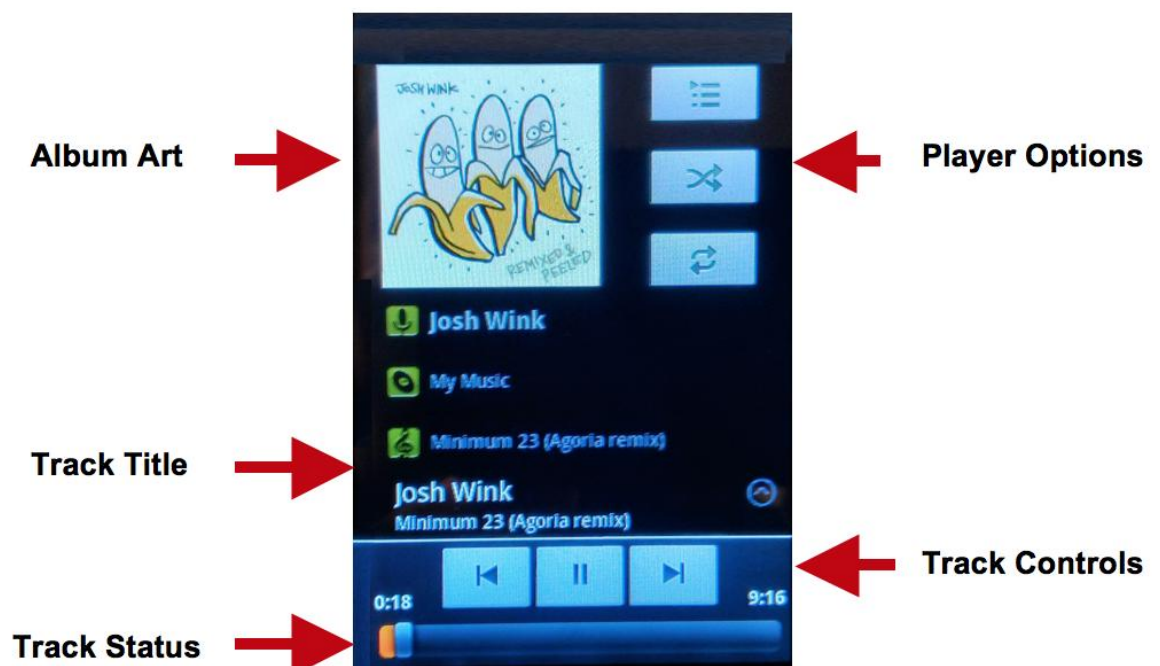 JOSH WINK
REMIXED &
PEELED
Album Art
Player Options
Josh Wink
My Music
Minimum 23 (Agoria remix)
Track Title
Josh Wink
Minimum 23 (Agoria remix)
Track Controls
0:18
9:16
Track Status